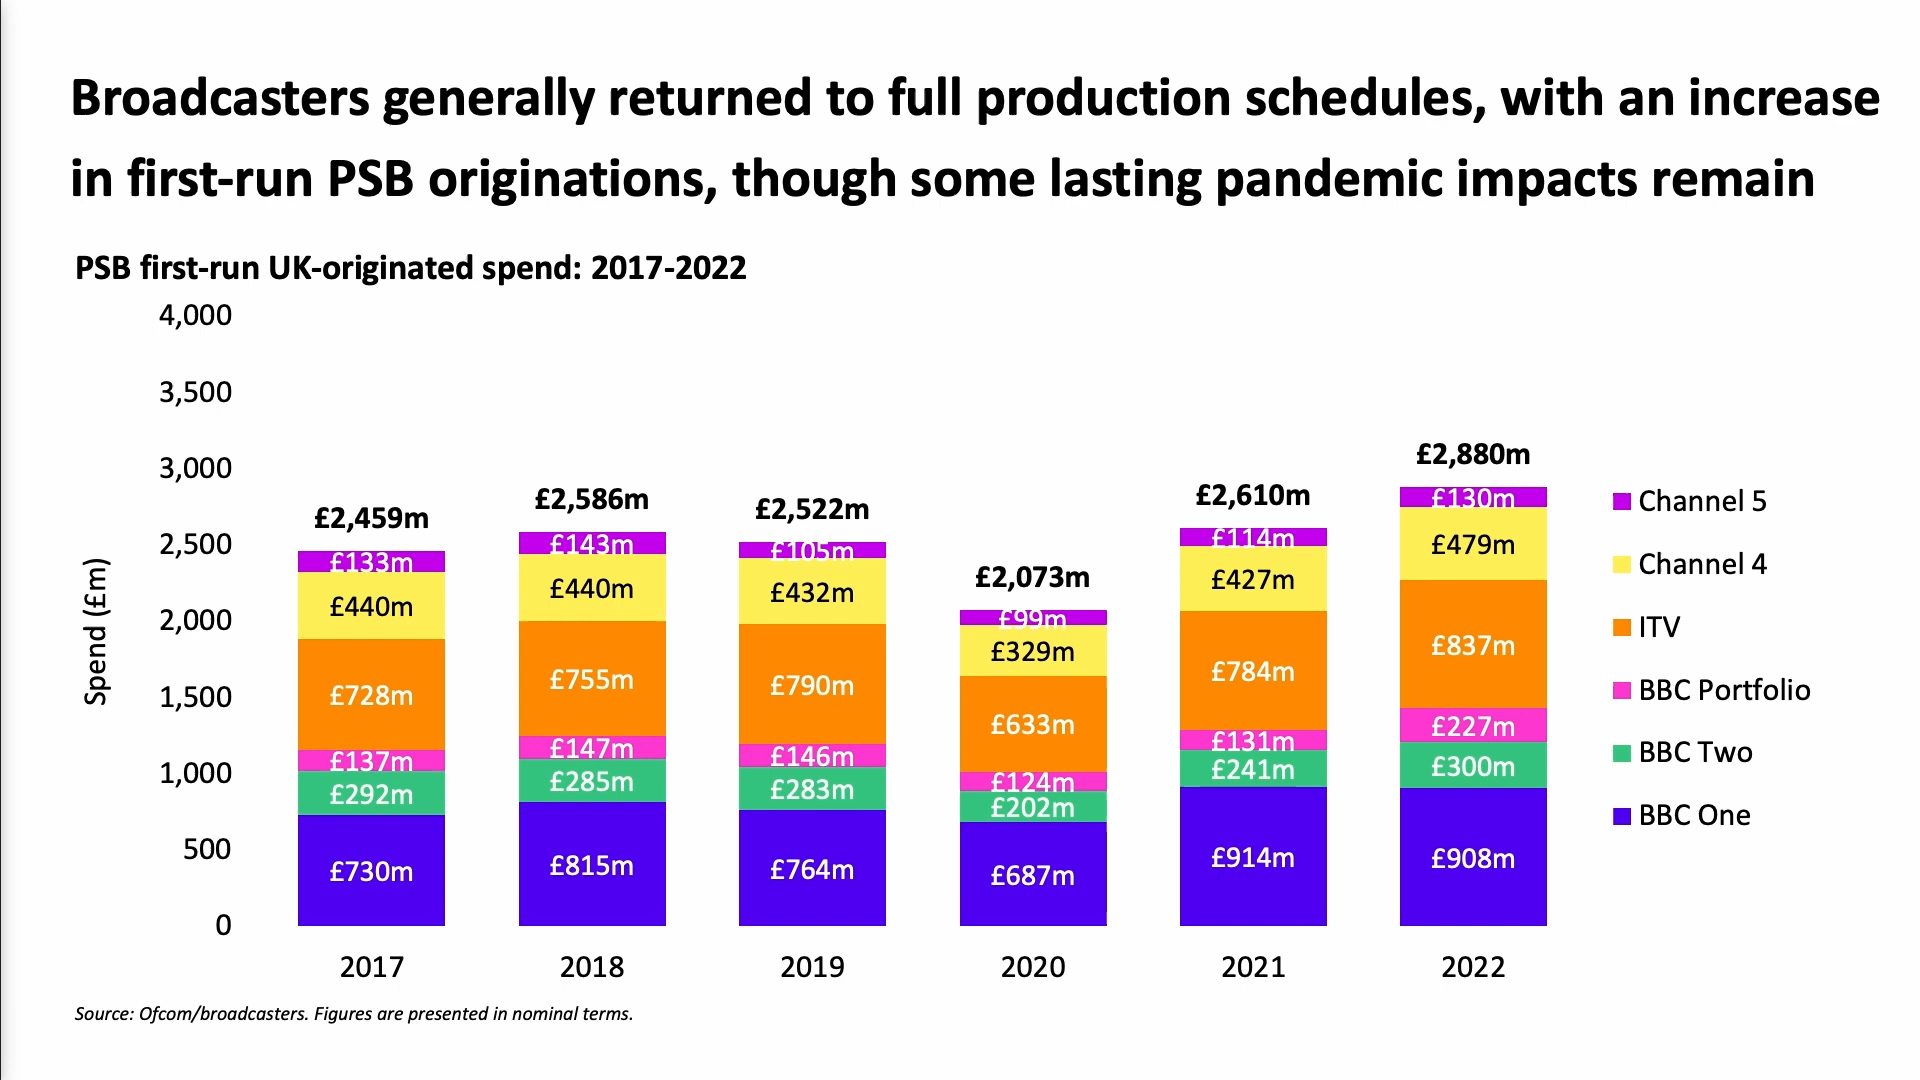 Broadcasters generally returned to full production schedules, with an increase
in first-run PSB originations, though some lasting pandemic impacts remain
PSB first-run UK-originated spend: 2017-2022
Spend (£m)
4,000
3,500
3,000
2,500
2,000
1,500
1,000
500
0
£2,459m
£133m
£440m
£728m
£137m
£292m
£730m
2017
£2,586m
£143m
£440m
£755m
£147m
£285m
£815m
2018
£2,522m
£105m
£432m
£790m
£146m
£283m
£764m
2019
£2,073m
£99m
£329m
£633m
£124m
£202m
£687m
2020
£2,610m
£114m
£427m
£784m
£131m
£241m
£914m
2021
£2,880m
£130m
£479m
£837m
£227m
£300m
£908m
2022
Channel 5
Channel 4
ITV
BBC Portfolio
BBC Two
BBC One
Source: Ofcom/broadcasters. Figures are presented in nominal terms.